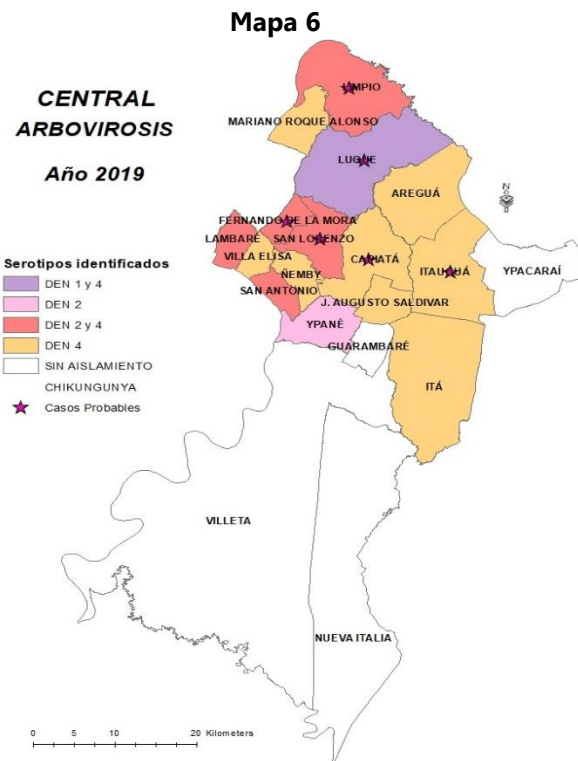 Mapa 6
CENTRAL
ARBOVIROSIS
Año 2019
LIMPIO
MARIANO ROQUE ALONSO
LUQUE
AREGUÁ
N
FERNANDO DE LA MORA
LAMBARÉ
SAN LORENZO
VILLA ELISA
CAPIATÁ
ITAUGUÁ
YPACARAÍ
ÑEMBY
SAN ANTONIO
J. AUGUSTO SALDIVAR
YPANÉ
GUARAMBARÉ
ITÁ
Serotipos identificados
DEN 1 y 4
DEN 2
DEN 2 y 4
DEN 4
SIN AISLAMIENTO
CHIKUNGUNYA
Casos Probables
VILLETA
NUEVA ITALIA
0 5 10 20 Kilometers